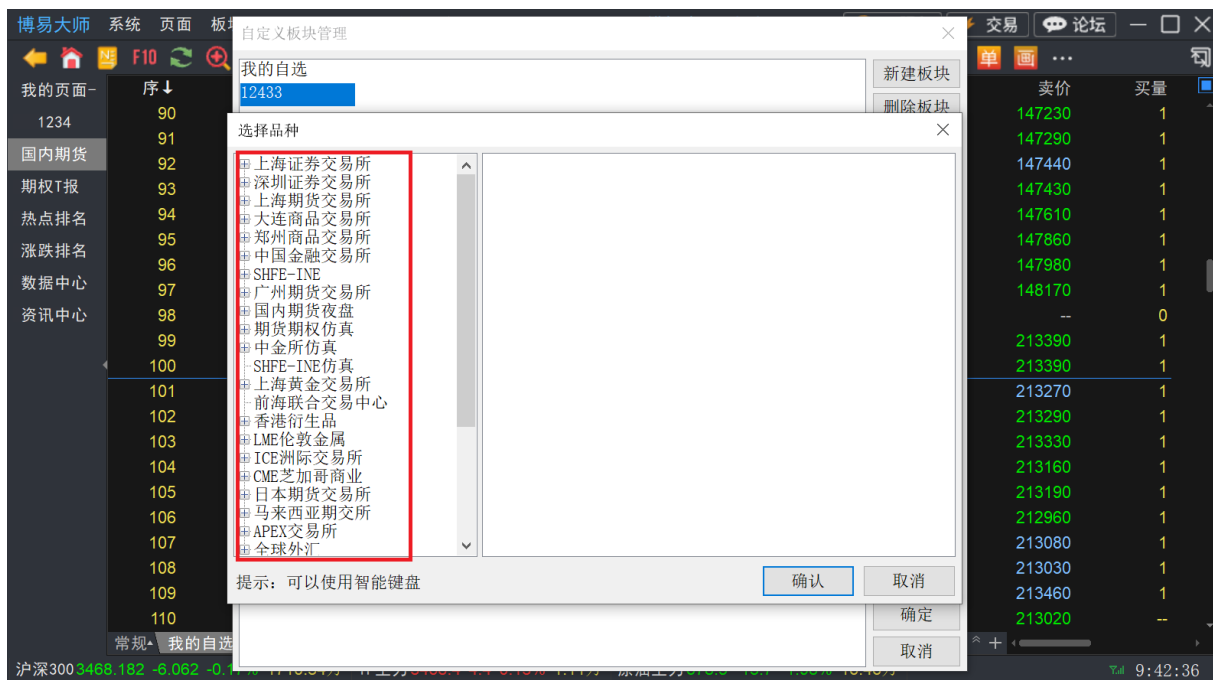 博易大师 系统 页面 板
交易 论坛
F10
单 画
我的页面-
1234
国内期货
期权T报
热点排名
涨跌排名
数据中心
资讯中心
自定义板块管理
我的自选
12433
新建板块
删除板块
选择品种
上海证券交易所
深圳证券交易所
上海期货交易所
大连商品交易所
郑州商品交易所
中国金融交易所
SHFE-INE
广州期货交易所
国内期货夜盘
期货期权仿真
中金所仿真
SHFE-INE仿真
上海黄金交易所
前海联合交易中心
香港衍生品
LME伦敦金属
ICE洲际交易所
CME芝加哥商业
日本期货交易所
马来西亚期交所
APEX交易所
全球外汇
提示：可以使用智能键盘
确认 取消
确定
取消
序↓ 卖价 买量
90 147230 1
91 147290 1
92 147440 1
93 147430 1
94 147610 1
95 147860 1
96 147980 1
97 148170 1
98 -- 0
99 213390 1
100 213390 1
101 213270 1
102 213290 1
103 213330 1
104 213160 1
105 213190 1
106 212960 1
107 213080 1
108 213030 1
109 213460 1
110 213020 --
常规 我的自选
沪深300 3468.182 -6.062
9:42:36